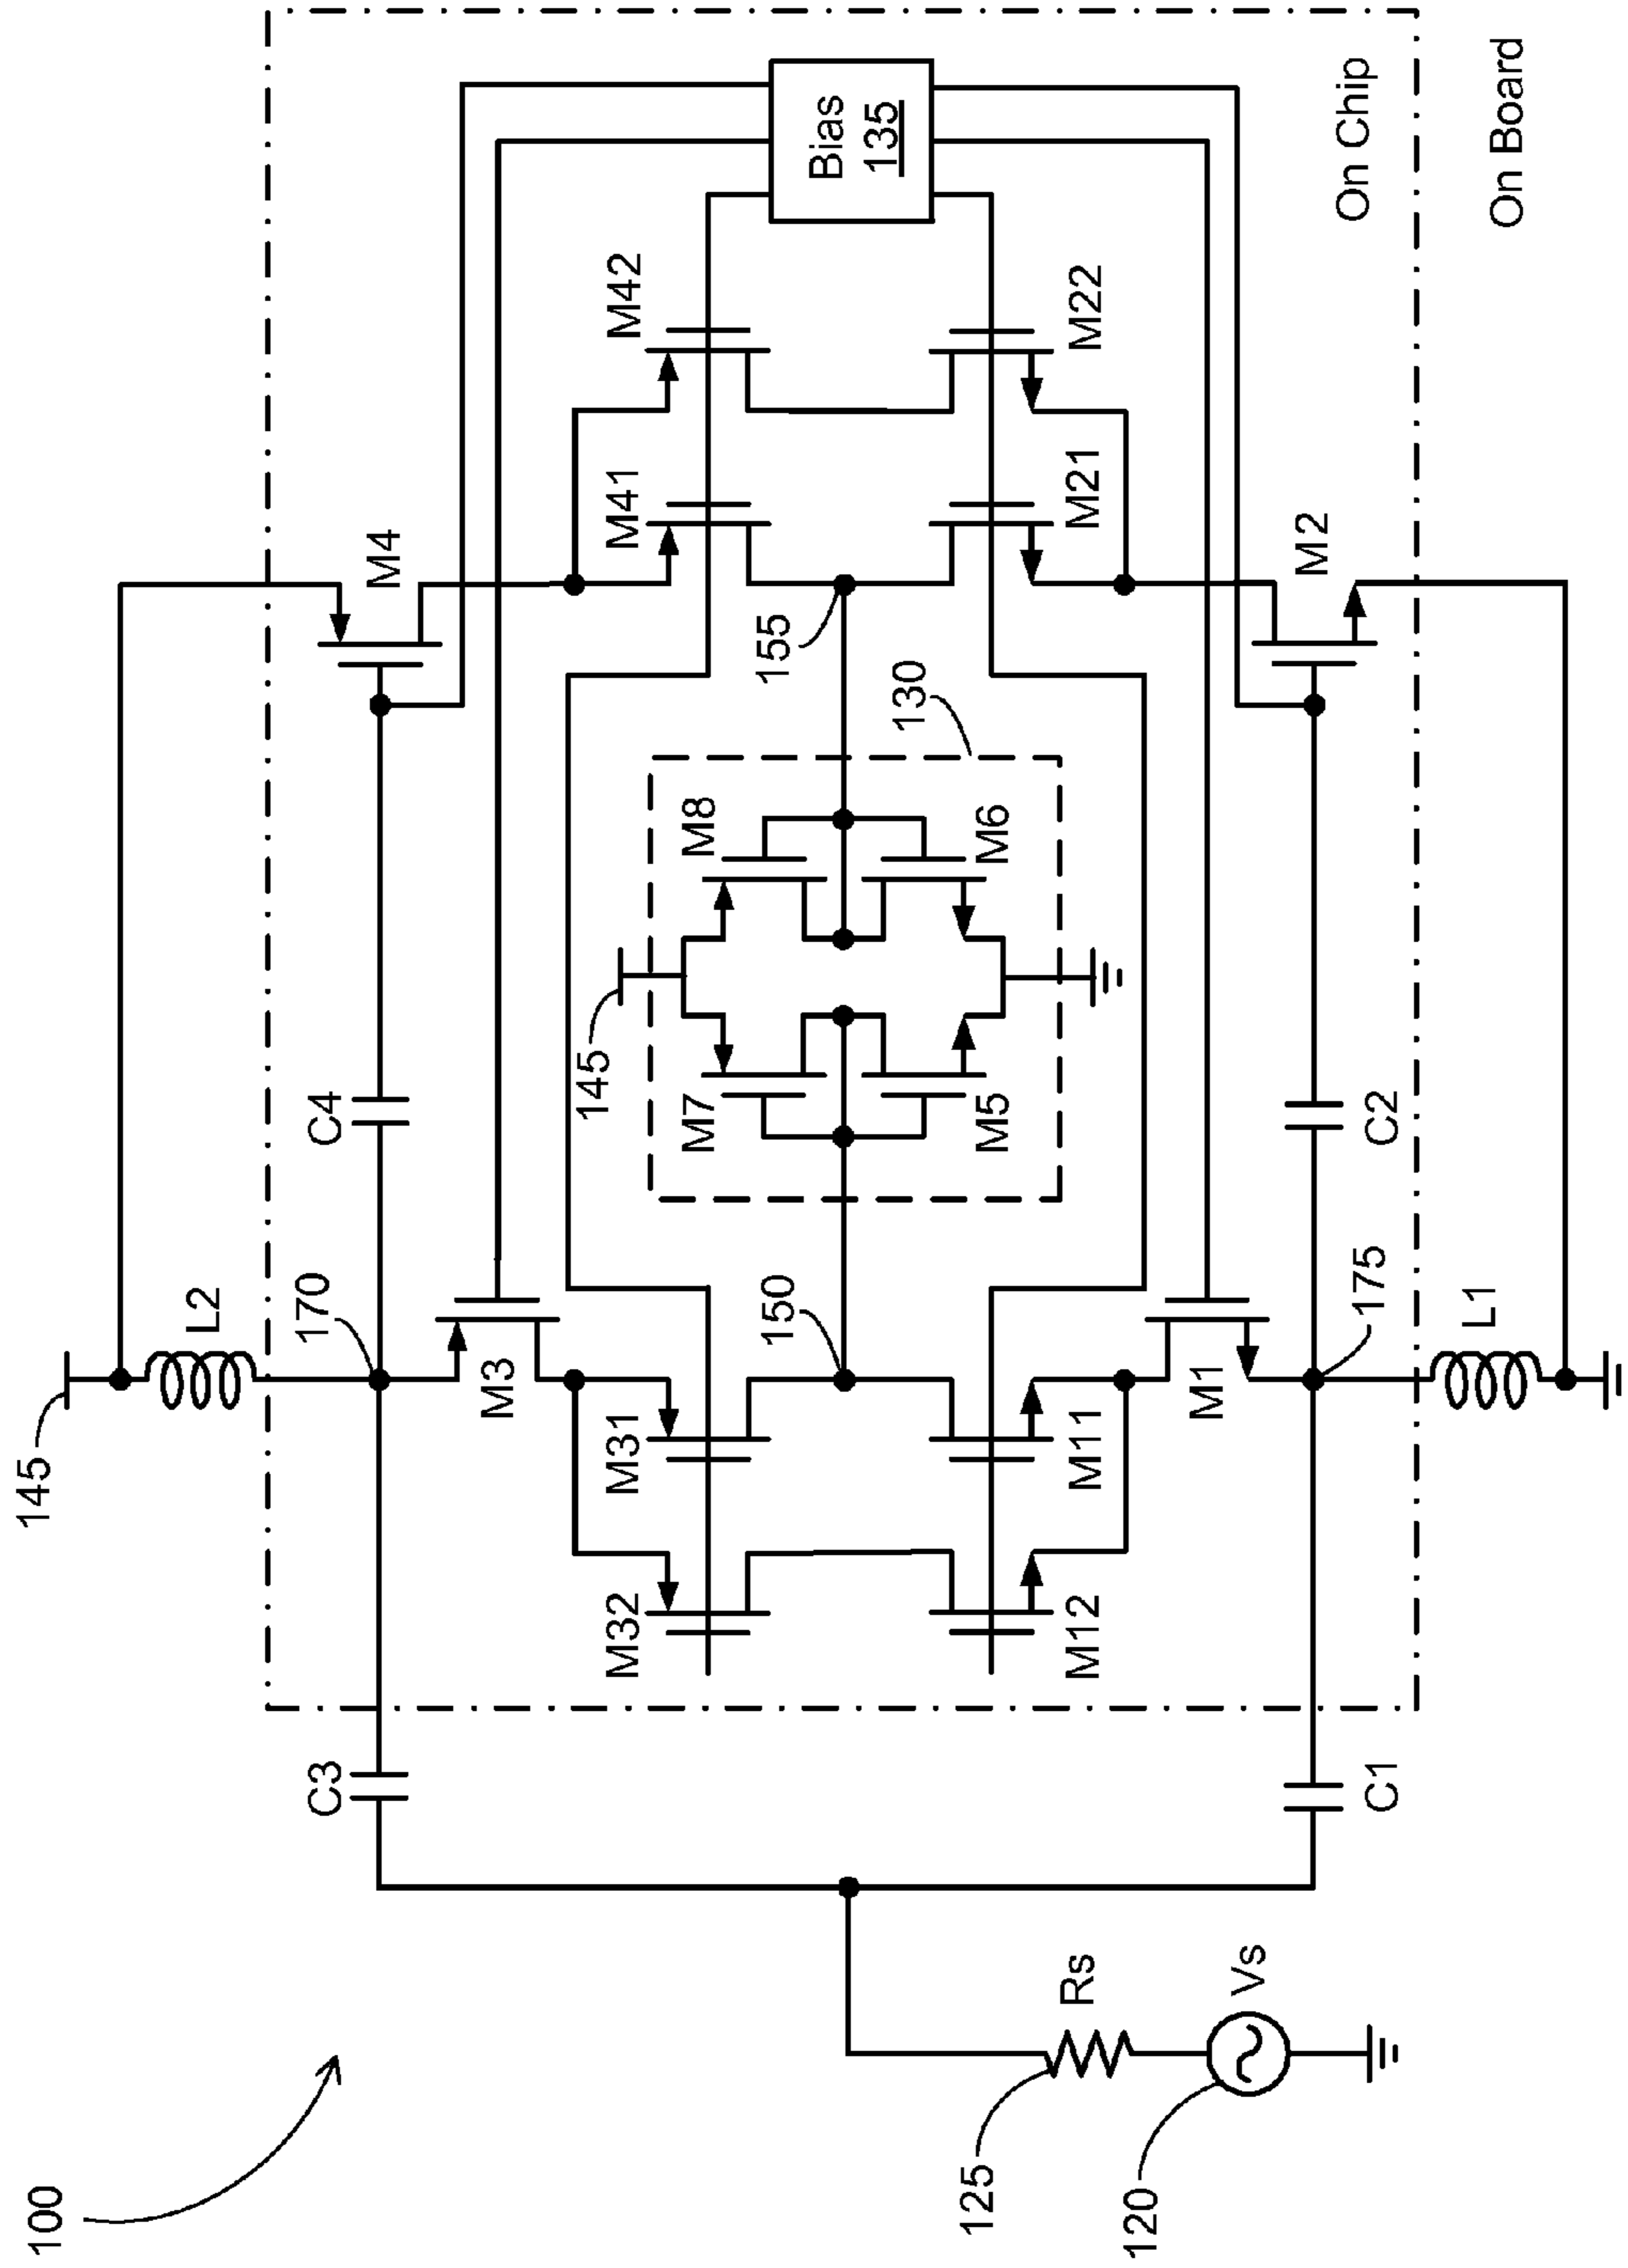 100
145
L2
170
C3
C4
M4
M3
M31
M32
M41
M42
145
M7
M8
M5
M6
130
150
155
Bias
135
M11
M12
M21
M22
M1
M2
C1
C2
175
L1
125
Rs
120
Vs
On Chip
On Board